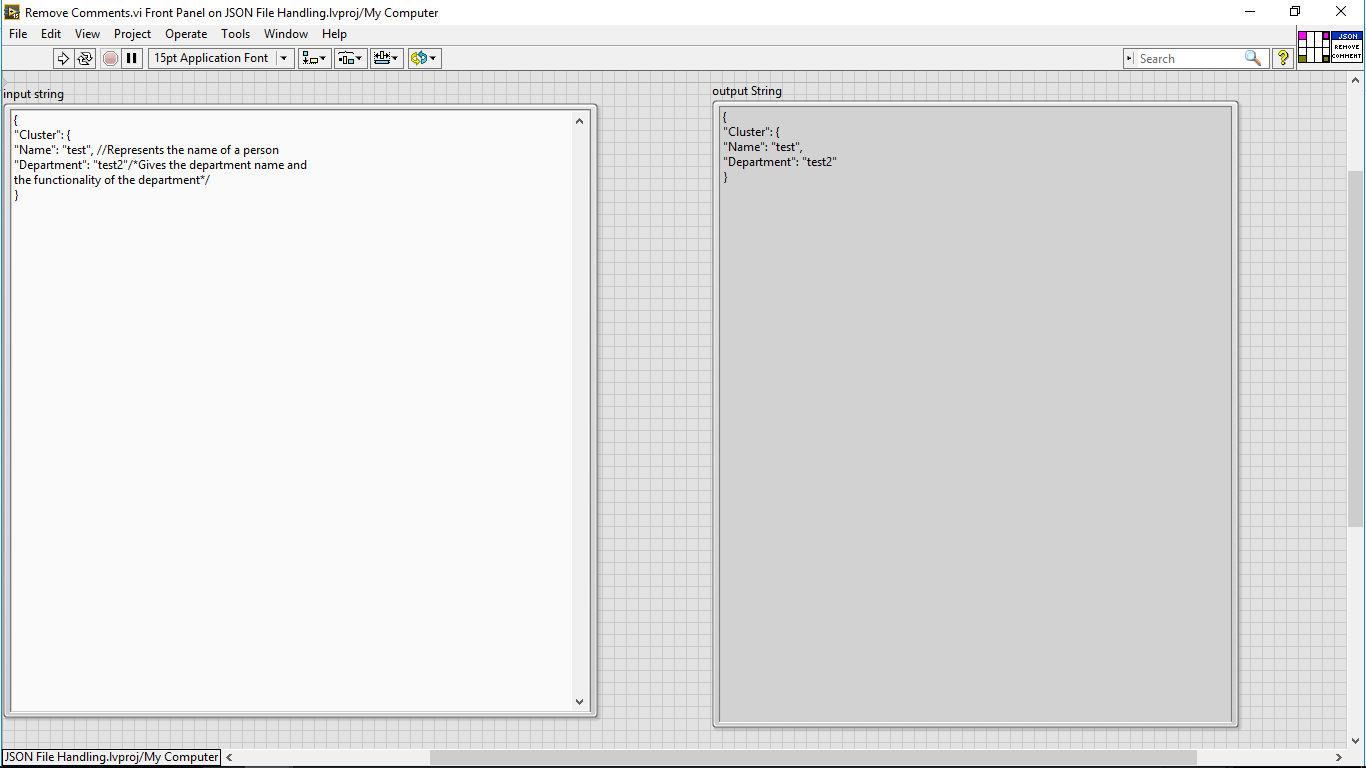 Remove Comments.vi Front Panel on JSON File Handling.lvproj/My Computer
File Edit View Project Operate Tools Window Help
15pt Application Font
Search
?
JSON
REMOVE
COMMENT
input string
{
"Cluster": {
"Name": "test", //Represents the name of a person
"Department": "test2"/*Gives the department name and
the functionality of the department*/
}
output String
{
"Cluster": {
"Name": "test",
"Department": "test2"
}
JSON File Handling.lvproj/My Computer